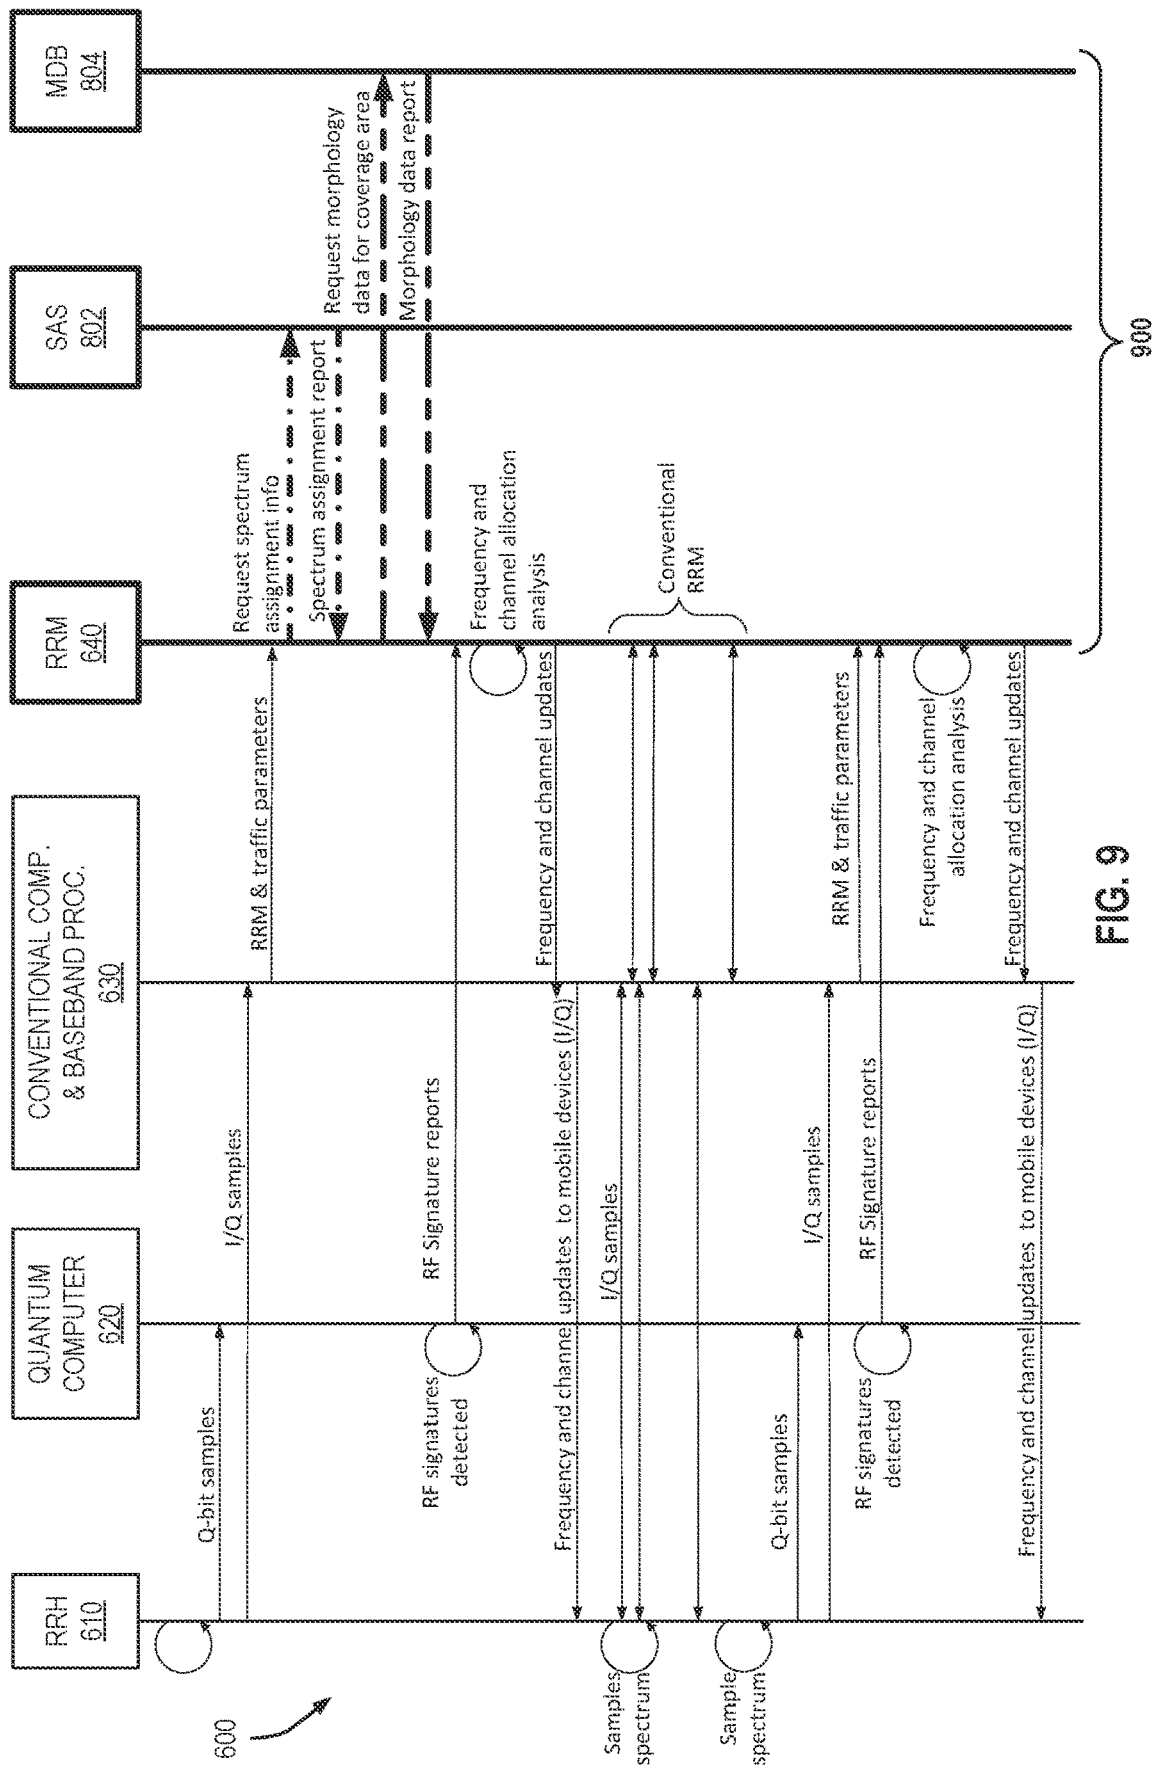 600
RRH
610
QUANTUM
COMPUTER
620
CONVENTIONAL COMP.
& BASEBAND PROC.
630
RRM
640
SAS
802
MDB
804
Q-bit samples
I/Q samples
RRM & traffic parameters
Request spectrum
assignment info
Spectrum assignment report
Request morphology
data for coverage area
Morphology data report
RF signatures
detected
RF Signature reports
Frequency and
channel allocation
analysis
Frequency and channel updates
Frequency and channel updates to mobile devices (I/Q)
Samples
spectrum
I/Q samples
Conventional
RRM
Sample
spectrum
Q-bit samples
I/Q samples
RRM & traffic parameters
RF signatures
detected
RF Signature reports
Frequency and channel
allocation analysis
Frequency and channel updates
Frequency and channel updates to mobile devices (I/Q)
900
FIG. 9